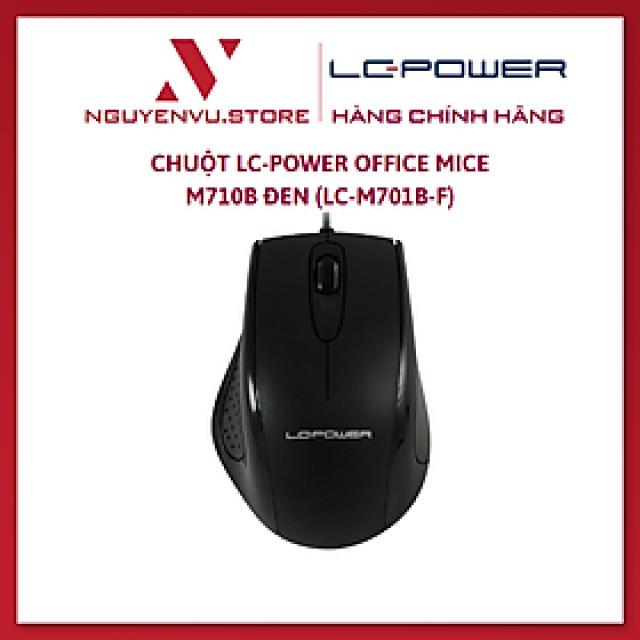 NGUYENVU.STORE
LC-POWER
HÀNG CHÍNH HÃNG
CHUỘT LC-POWER OFFICE MICE
M710B ĐEN (LC-M701B-F)
LC-POWER